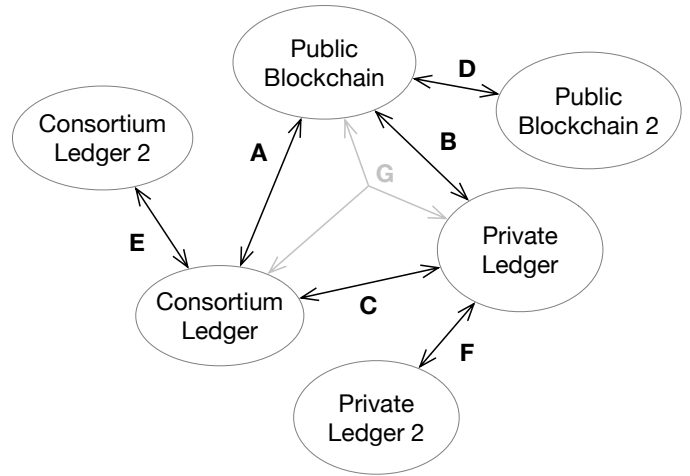 Public
Blockchain
D
Public
Blockchain 2
Consortium
Ledger 2
A
B
G
E
Private
Ledger
Consortium
Ledger
C
F
Private
Ledger 2